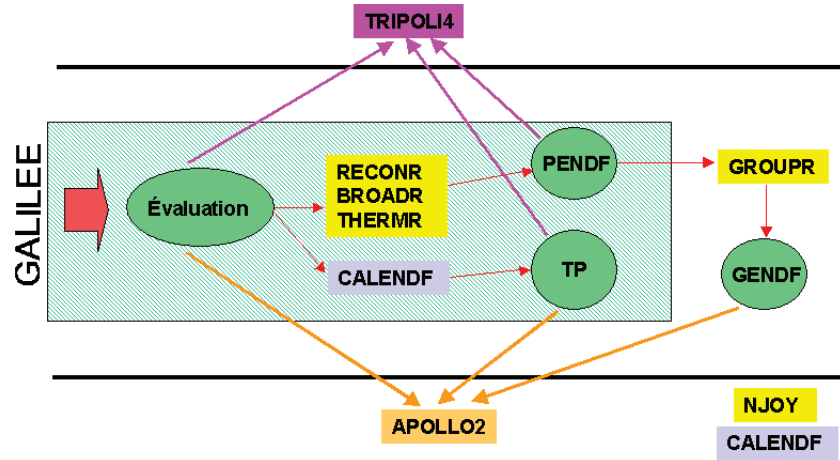 TRIPOLI4
GALILEE
Évaluation
RECONR
BROADR
THERMR
PENDF
GROUPR
CALENDF
TP
GENDF
APOLLO2
NJOY
CALENDF